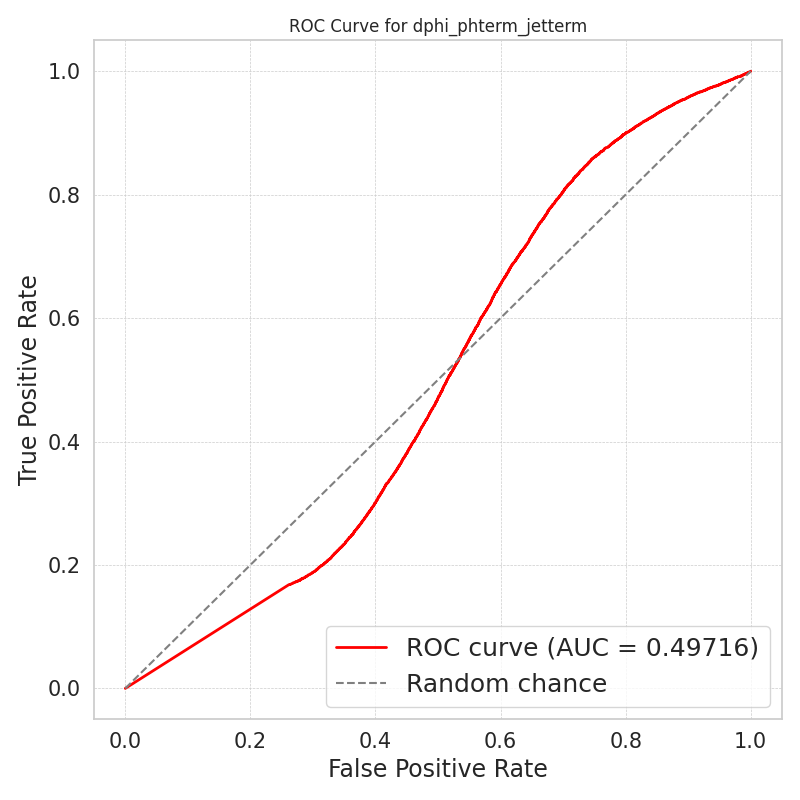 ROC Curve for dphi_phterm_jetterm
True Positive Rate
1.0
0.8
0.6
0.4
0.2
0.0
ROC curve (AUC = 0.49716)
Random chance
0.0 0.2 0.4 0.6 0.8 1.0
False Positive Rate